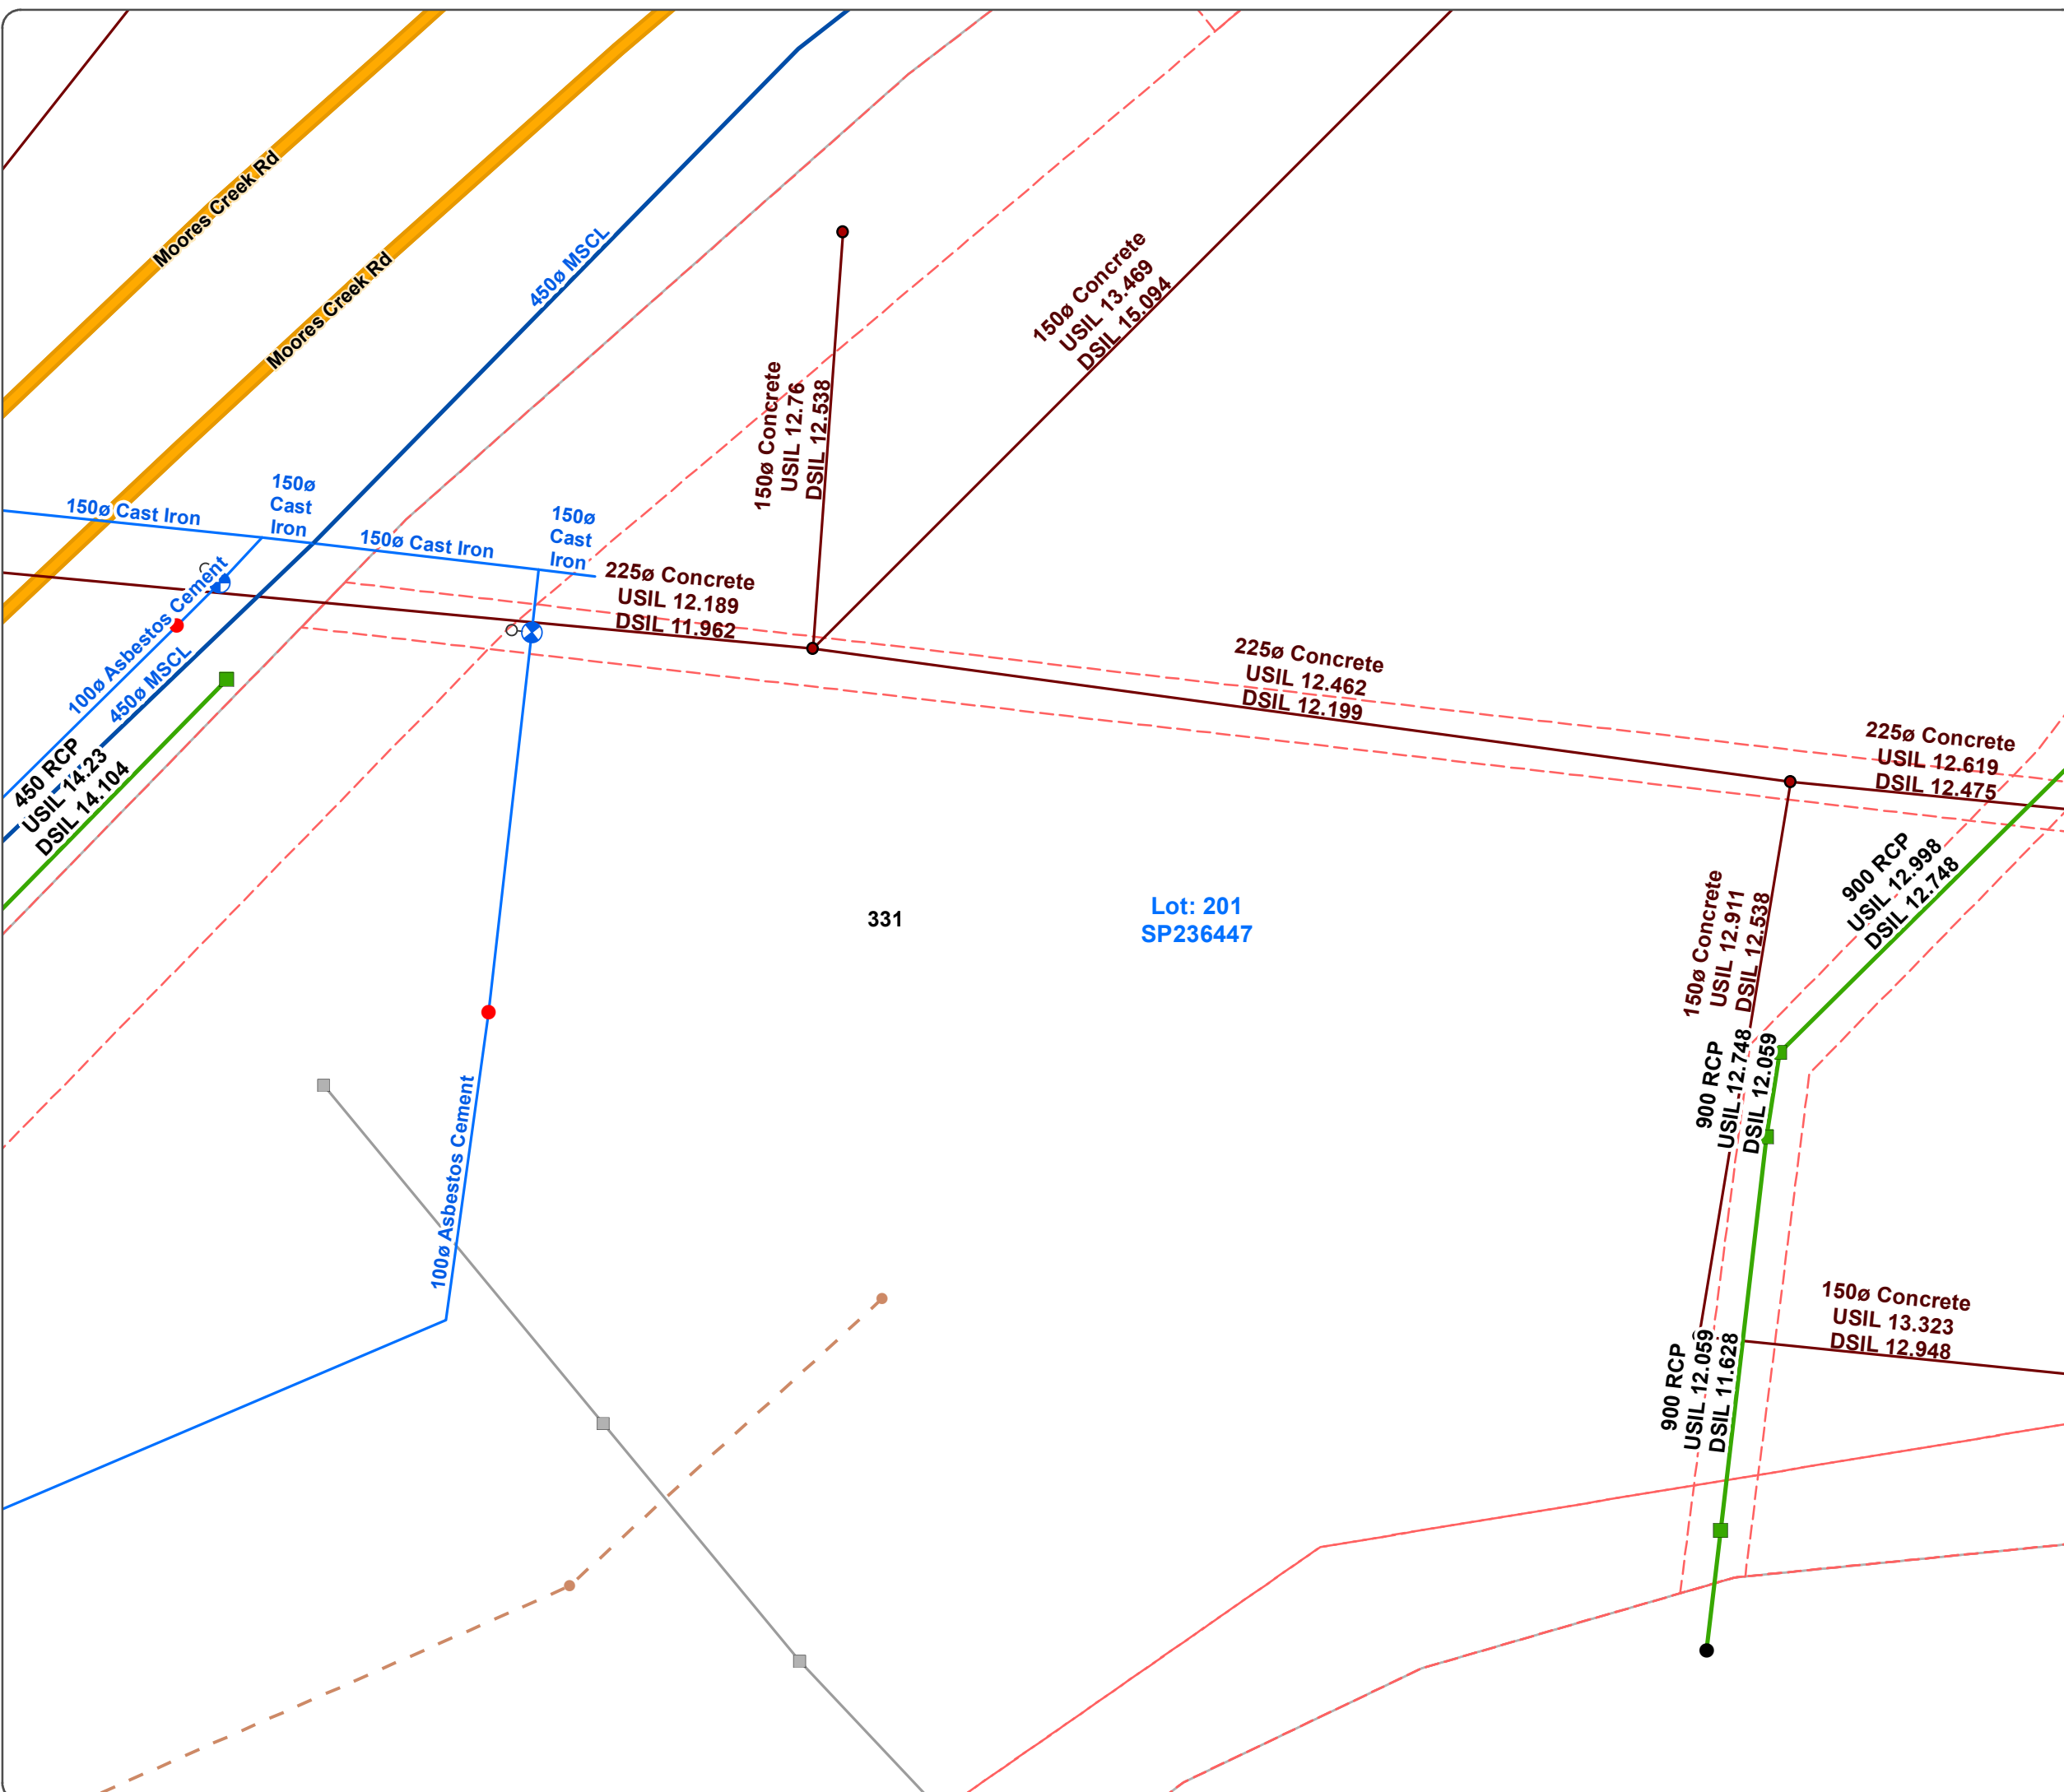 Moores Creek Rd
Moores Creek Rd
450ø MSCL
150ø Concrete
USIL 13.469
DSIL 15.094
150ø Concrete
USIL 12.76
DSIL 12.538
150ø Cast Iron
150ø
Cast
Iron
150ø Cast Iron
150ø
Cast
Iron
225ø Concrete
USIL 12.189
DSIL 11.962
100ø Asbestos Cement
450ø MSCL
450 RCP
USIL 14.23
DSIL 14.104
225ø Concrete
USIL 12.462
DSIL 12.199
225ø Concrete
USIL 12.619
DSIL 12.475
900 RCP
USIL 12.998
DSIL 12.748
331
Lot: 201
SP236447
150ø Concrete
USIL 12.911
DSIL 12.538
900 RCP
USIL 12.748
DSIL 12.059
100ø Asbestos Cement
150ø Concrete
USIL 13.323
DSIL 12.948
900 RCP
USIL 12.059
DSIL 11.628